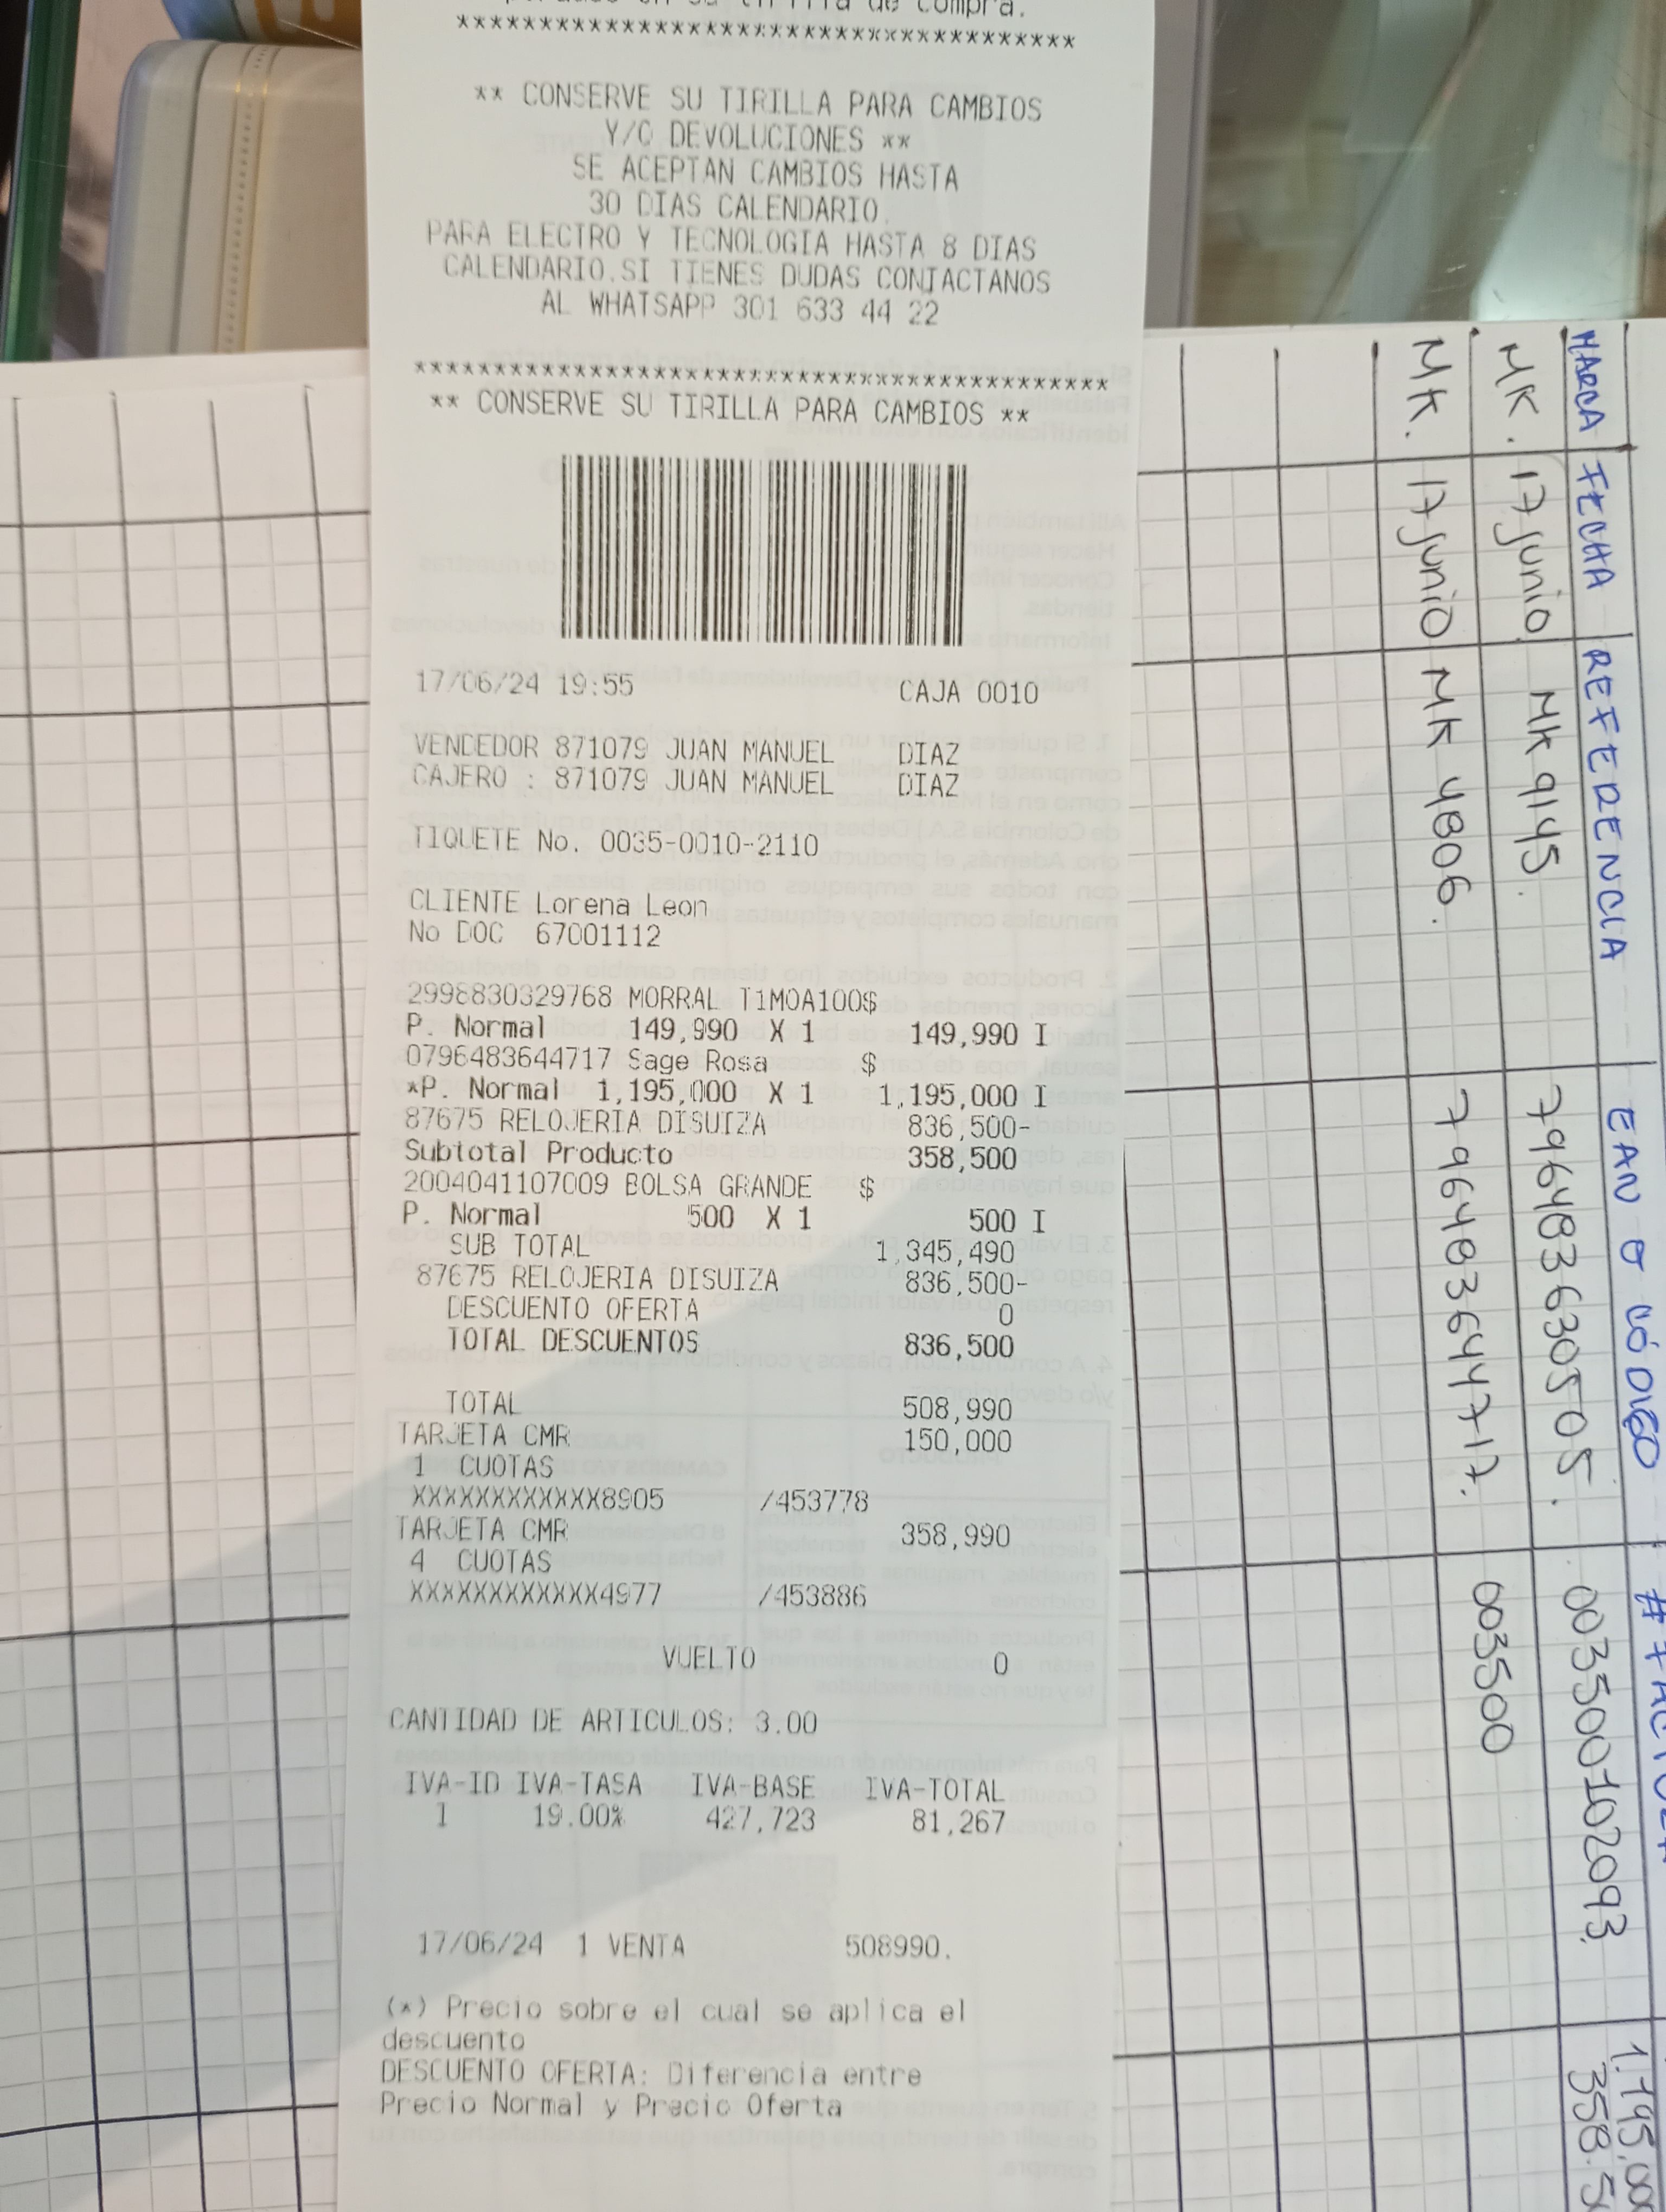 de compra.
****************************************
** CONSERVE SU TIRILLA PARA CAMBIOS
Y/O DEVOLUCIONES **
SE ACEPTAN CAMBIOS HASTA
30 DIAS CALENDARIO.
PARA ELECTRO Y TECNOLOGIA HASTA 8 DIAS
CALENDARIO.SI TIENES DUDAS CONTACTANOS
AL WHATSAPP 301 633 44 22
********************************************
** CONSERVE SU TIRILLA PARA CAMBIOS **
17/06/24 19:55 CAJA 0010
VENDEDOR 871079 JUAN MANUEL DIAZ
CAJERO : 871079 JUAN MANUEL DIAZ
TIQUETE No. 0035-0010-2110
CLIENTE Lorena Leon
No DOC 67001112
2998830329768 MORRAL T1MOA100$
P. Normal 149,990 X 1 149,990 I
0796483644717 Sage Rosa $
*P. Normal 1,195,000 X 1 1,195,000 I
87675 RELOJERIA DISUIZA 836,500-
Subtotal Producto 358,500
2004041107009 BOLSA GRANDE $
P. Normal 500 X 1 500 I
SUB TOTAL 1,345,490
87675 RELOJERIA DISUIZA 836,500-
DESCUENTO OFERTA 0
TOTAL DESCUENTOS 836,500
TOTAL 508,990
TARJETA CMR 150,000
1 CUOTAS
XXXXXXXXXXXX8905 /453778
TARJETA CMR 358,990
4 CUOTAS
XXXXXXXXXXXX4977 /453886
VUELTO 0
CANTIDAD DE ARTICULOS: 3.00
IVA-ID IVA-TASA IVA-BASE IVA-TOTAL
I 19.00% 427,723 81,267
17/06/24 1 VENTA 508990.
(*) Precio sobre el cual se aplica el
descuento
DESCUENTO OFERTA: Diferencia entre
Precio Normal y Precio Oferta
MARCA FECHA REFERENCIA EAN O CÓDIGO
MK. 17 junio MK 9145. 796483630505. 003500102093.
MK. 17 junio MK 4806. 796483644717. 003500